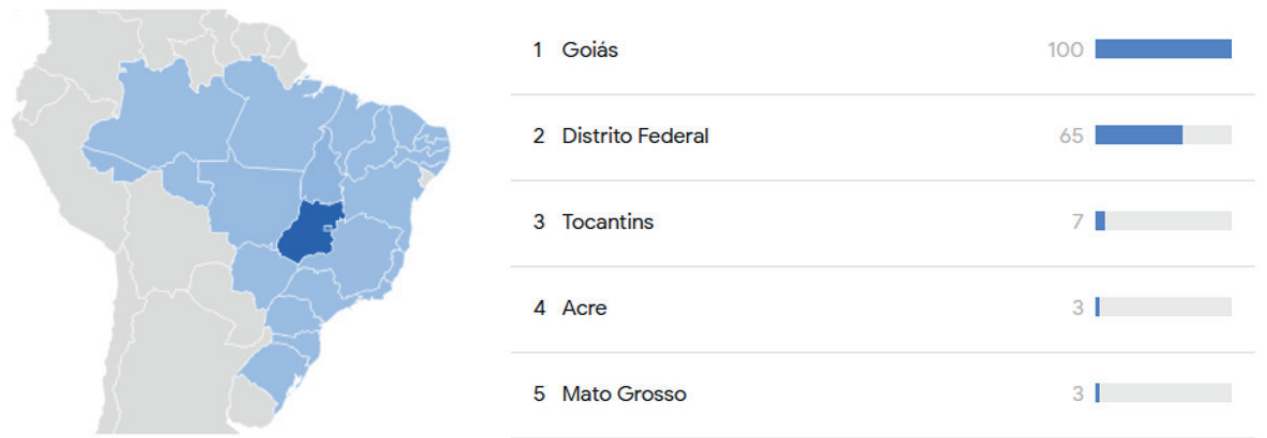 1 Goiás 100
2 Distrito Federal 65
3 Tocantins 7
4 Acre 3
5 Mato Grosso 3